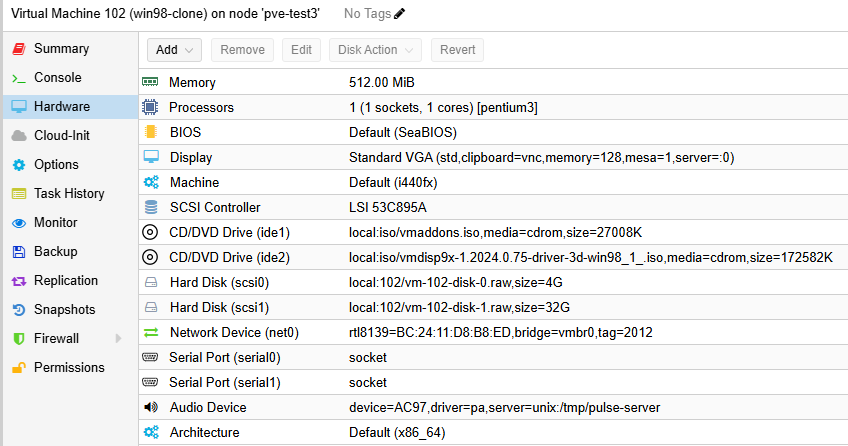 Virtual Machine 102 (win98-clone) on node 'pve-test3' No Tags
Summary
Console
Hardware
Cloud-Init
Options
Task History
Monitor
Backup
Replication
Snapshots
Firewall
Permissions
Add Remove Edit Disk Action Revert
Memory 512.00 MiB
Processors 1 (1 sockets, 1 cores) [pentium3]
BIOS Default (SeaBIOS)
Display Standard VGA (std,clipboard=vnc,memory=128,mesa=1,server=:0)
Machine Default (i440fx)
SCSI Controller LSI 53C895A
CD/DVD Drive (ide1) local:iso/vmaddons.iso,media=cdrom,size=27008K
CD/DVD Drive (ide2) local:iso/vmdisp9x-1.2024.0.75-driver-3d-win98_1_.iso,media=cdrom,size=172582K
Hard Disk (scsi0) local:102/vm-102-disk-0.raw,size=4G
Hard Disk (scsi1) local:102/vm-102-disk-1.raw,size=32G
Network Device (net0) rtl8139=BC:24:11:D8:B8:ED,bridge=vmbr0,tag=2012
Serial Port (serial0) socket
Serial Port (serial1) socket
Audio Device device=AC97,driver=pa,server=unix:/tmp/pulse-server
Architecture Default (x86_64)